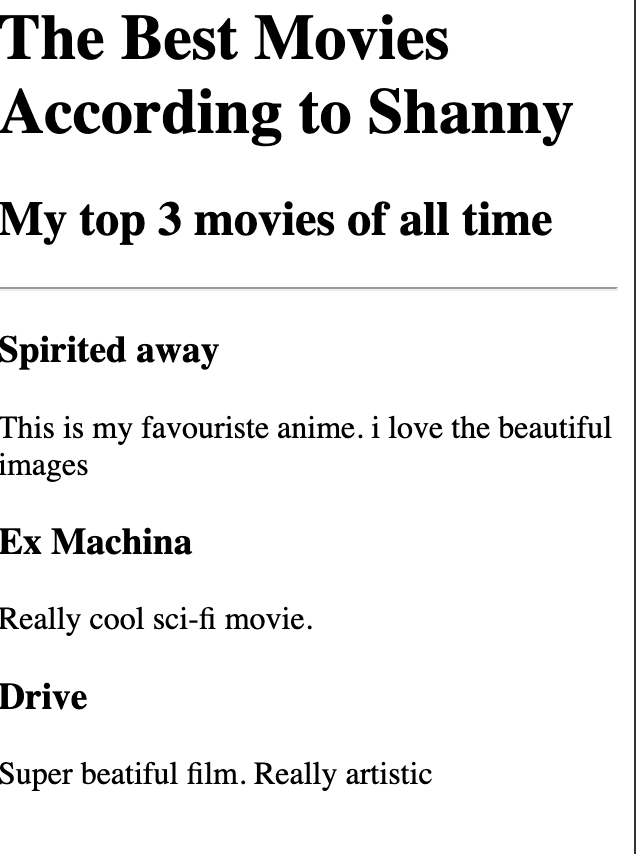 The Best Movies
According to Shanny
My top 3 movies of all time
Spirited away
This is my favouriste anime. i love the beautiful
images
Ex Machina
Really cool sci-fi movie.
Drive
Super beatiful film. Really artistic